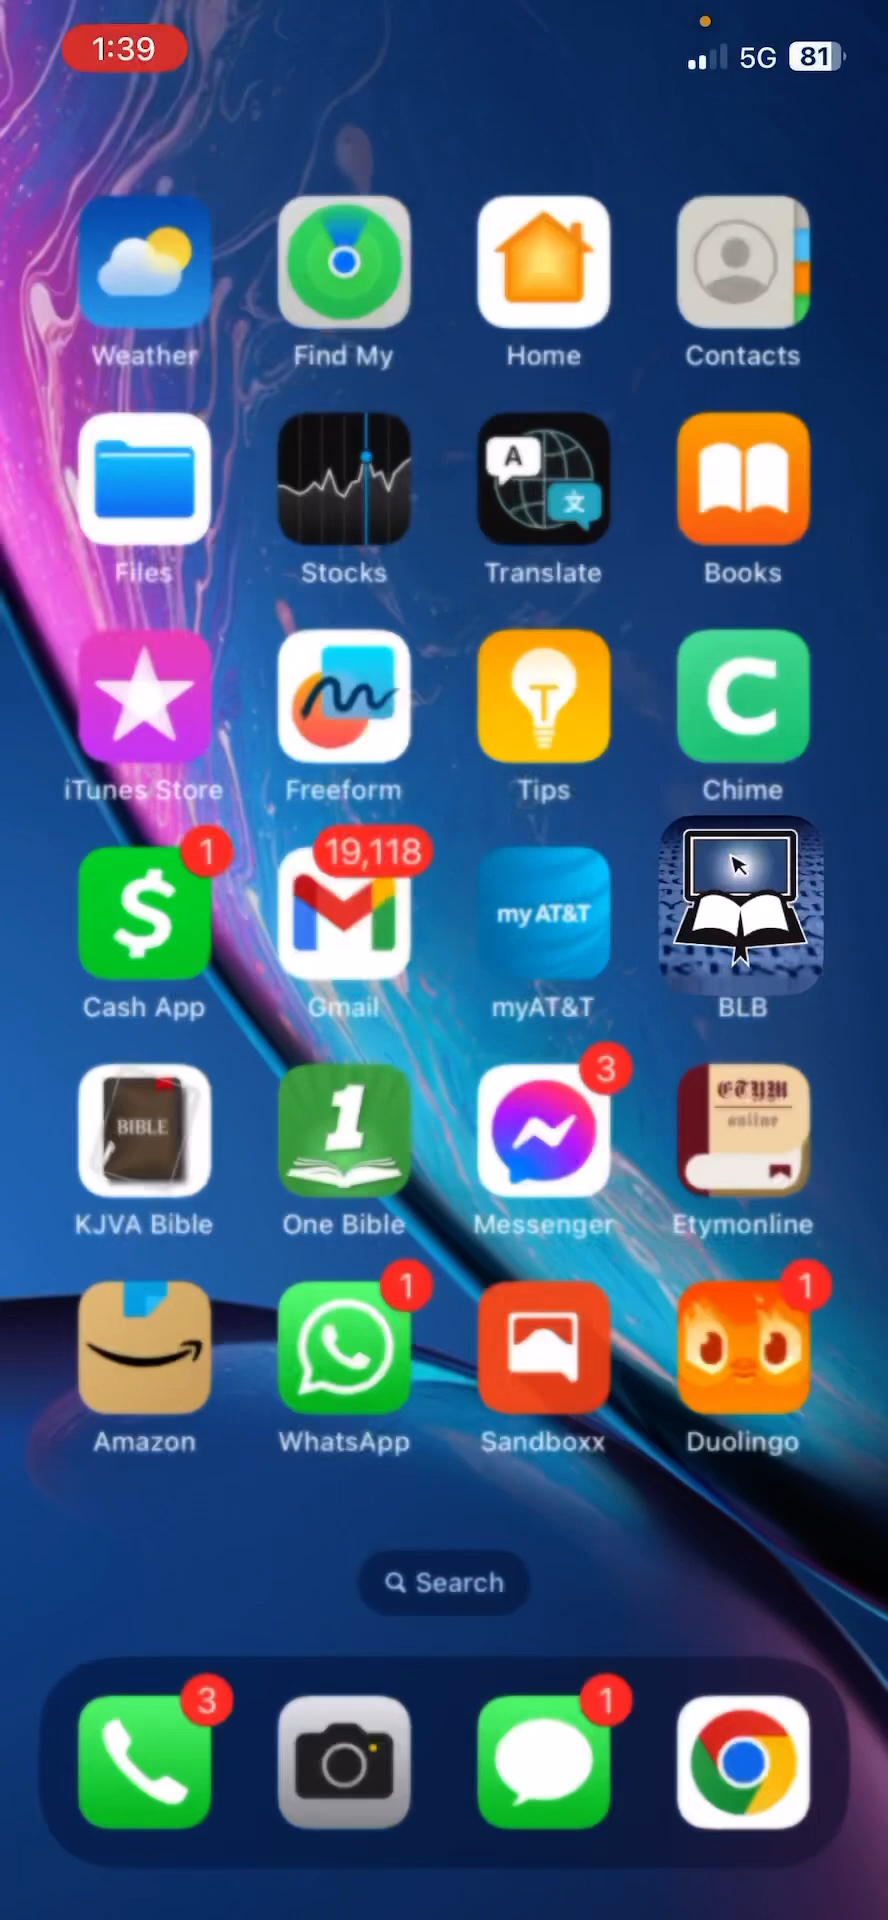 1:39
5G 81
Weather
Find My
Home
Contacts
A
文
Files
Stocks
Translate
Books
T
C
iTunes Store
Freeform
Tips
Chime
1
19,118
$
my AT&T
Cash App
Gmail
myAT&T
BLB
3
BIBLE
1
ETYM
online
KJVA Bible
One Bible
Messenger
Etymonline
1
1
Amazon
WhatsApp
Sandboxx
Duolingo
Search
3
1